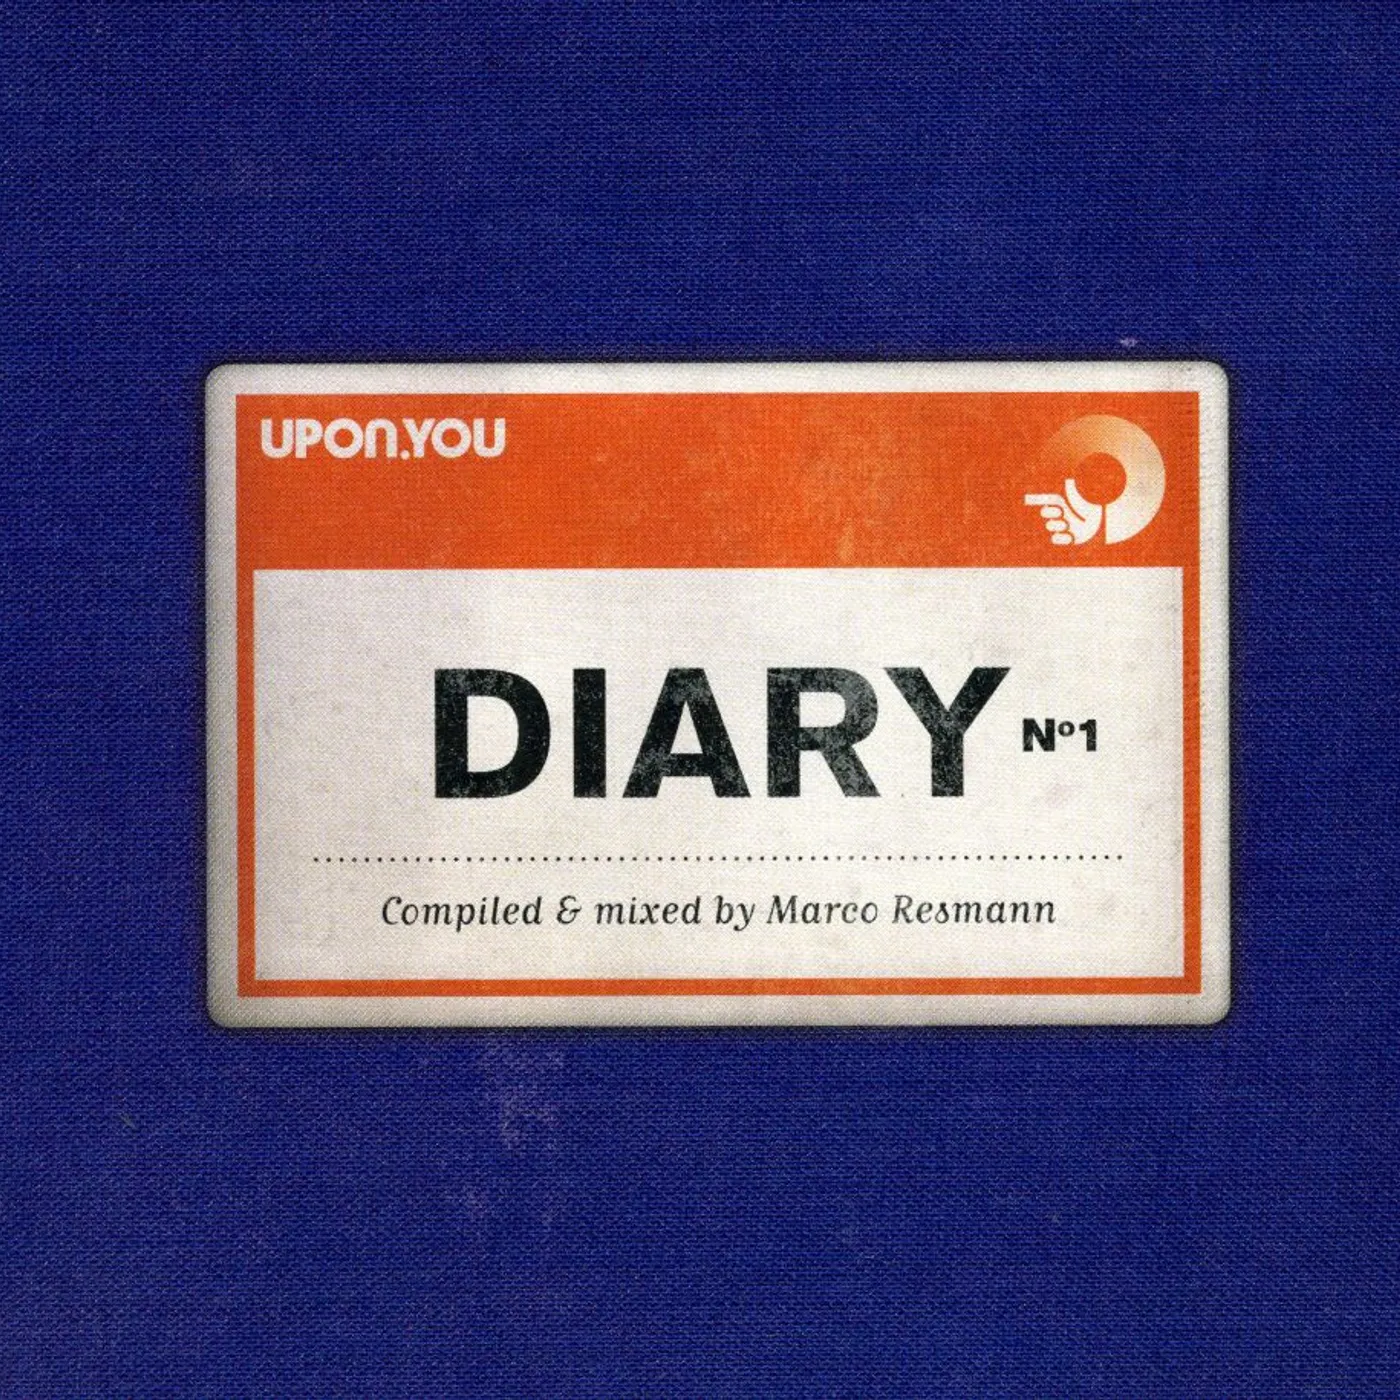 UPON.YOU
DIARY Nº1
Compiled & mixed by Marco Resmann